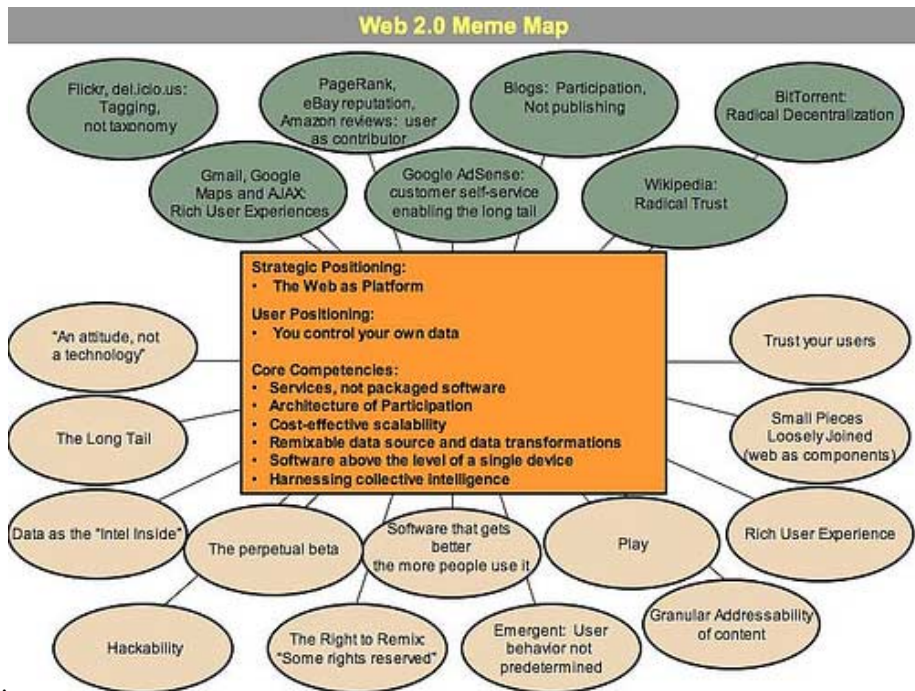 Web 2.0 Meme Map
Flickr, del.icio.us:
Tagging,
not taxonomy
PageRank,
eBay reputation,
Amazon reviews: user
as contributor
Blogs: Participation,
Not publishing
BitTorrent:
Radical Decentralization
Gmail, Google
Maps and AJAX:
Rich User Experiences
Google AdSense:
customer self-service
enabling the long tail
Wikipedia:
Radical Trust
Strategic Positioning:
• The Web as Platform
User Positioning:
• You control your own data
Core Competencies:
• Services, not packaged software
• Architecture of Participation
• Cost-effective scalability
• Remixable data source and data transformations
• Software above the level of a single device
• Harnessing collective intelligence
"An attitude, not
a technology"
Trust your users
The Long Tail
Small Pieces
Loosely Joined
(web as components)
Data as the "Intel Inside"
The perpetual beta
Software that gets
better
the more people use it
Play
Rich User Experience
Hackability
The Right to Remix:
"Some rights reserved"
Emergent: User
behavior not
predetermined
Granular Addressability
of content